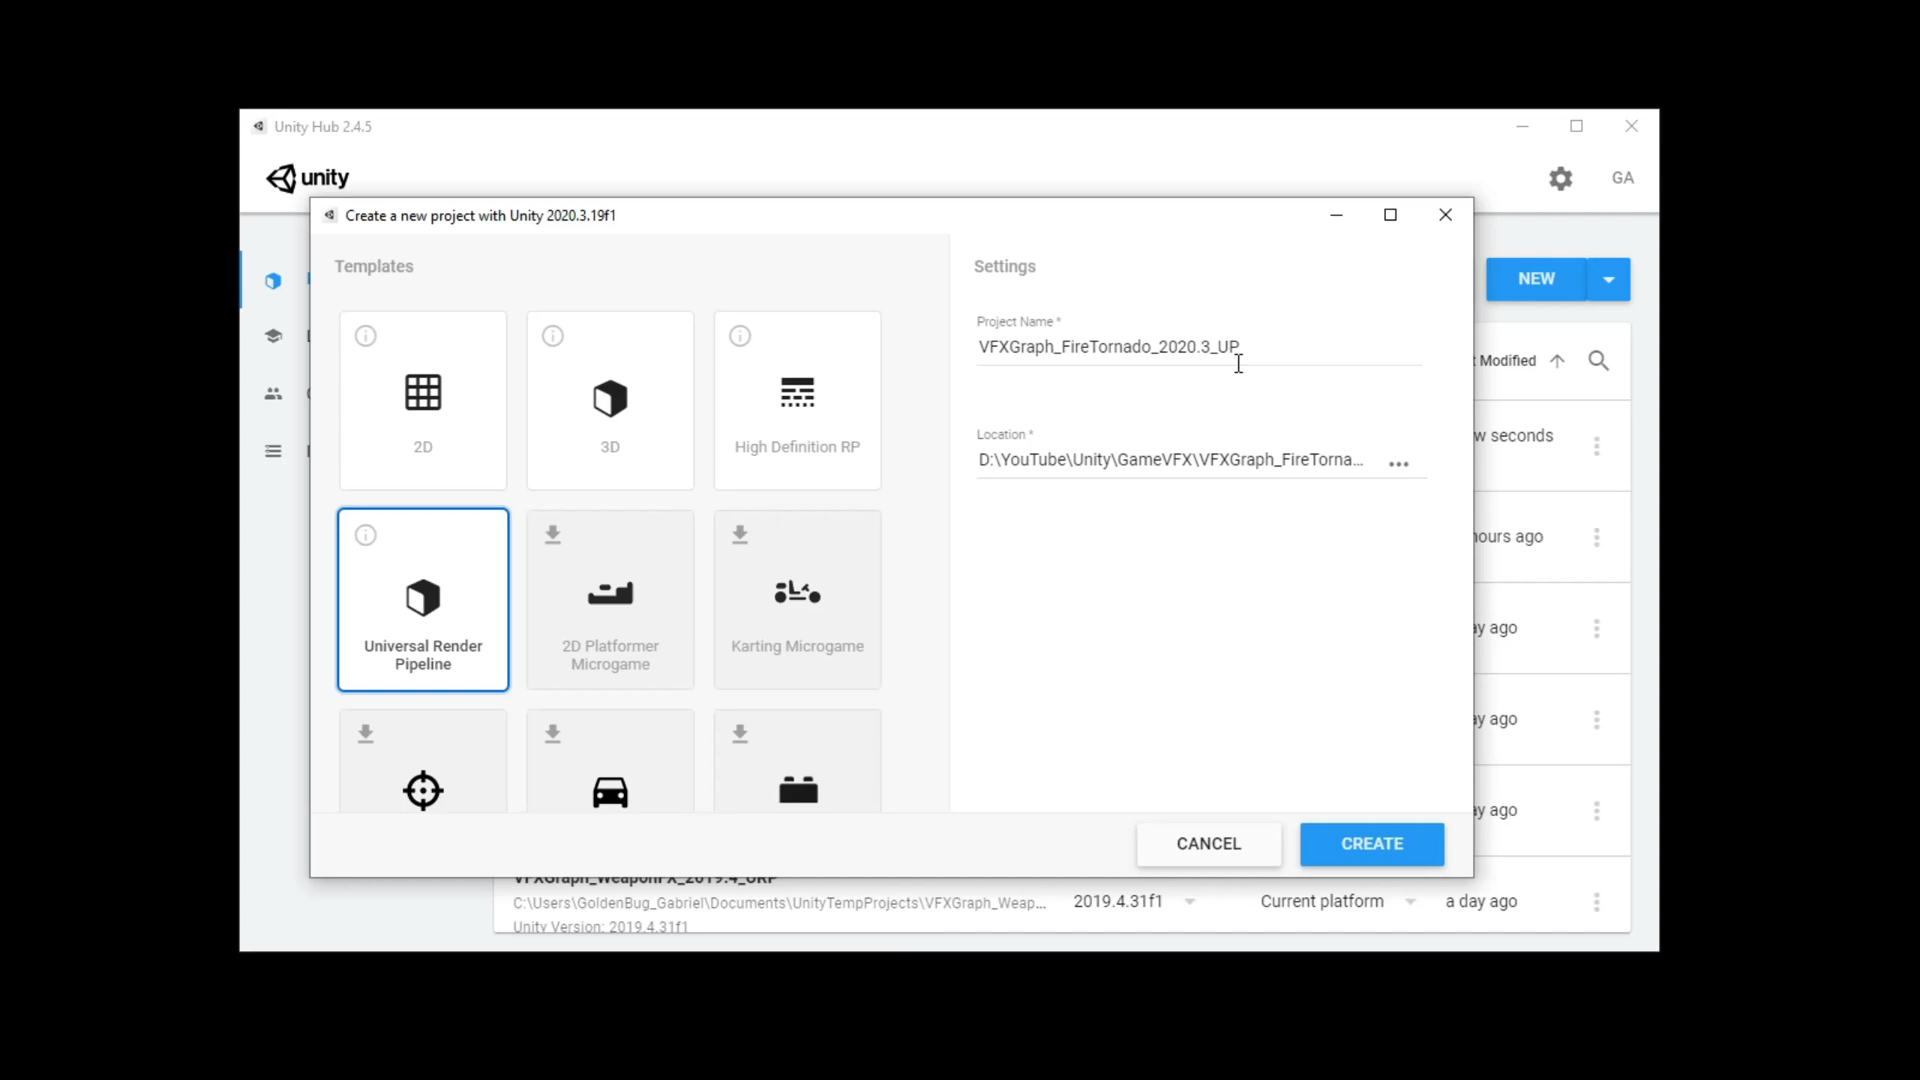 Unity Hub 2.4.5
unity
GA
Create a new project with Unity 2020.3.19f1
Templates
2D
3D
High Definition RP
Universal Render
Pipeline
2D Platformer
Microgame
Karting Microgame
Settings
Project Name *
VFXGraph_FireTornado_2020.3_UP
Location *
D:\YouTube\Unity\GameVFX\VFXGraph_FireTorna...
CANCEL
CREATE
NEW
Modified
seconds
ago
ago
ago
ago
VFXGraph_WeaponFX_2019.4_URP
C:\Users\GoldenBug_Gabriel\Documents\UnityTempProjects\VFXGraph_Weap...
2019.4.31f1
Current platform
a day ago
Unity Version: 2019.4.31f1